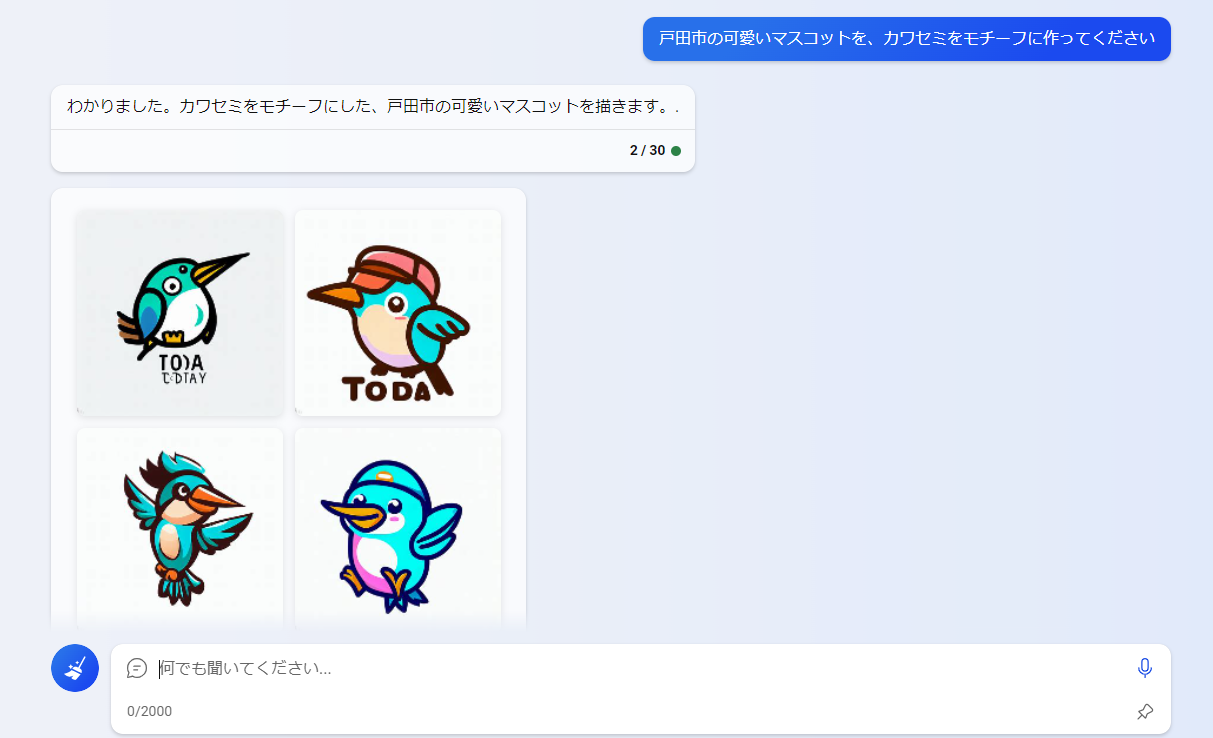 戸田市の可愛いマスコットを、カワセミをモチーフに作ってください
わかりました。カワセミをモチーフにした、戸田市の可愛いマスコットを描きます。.
2 / 30
TODA
TODA
何でも聞いてください...
0/2000